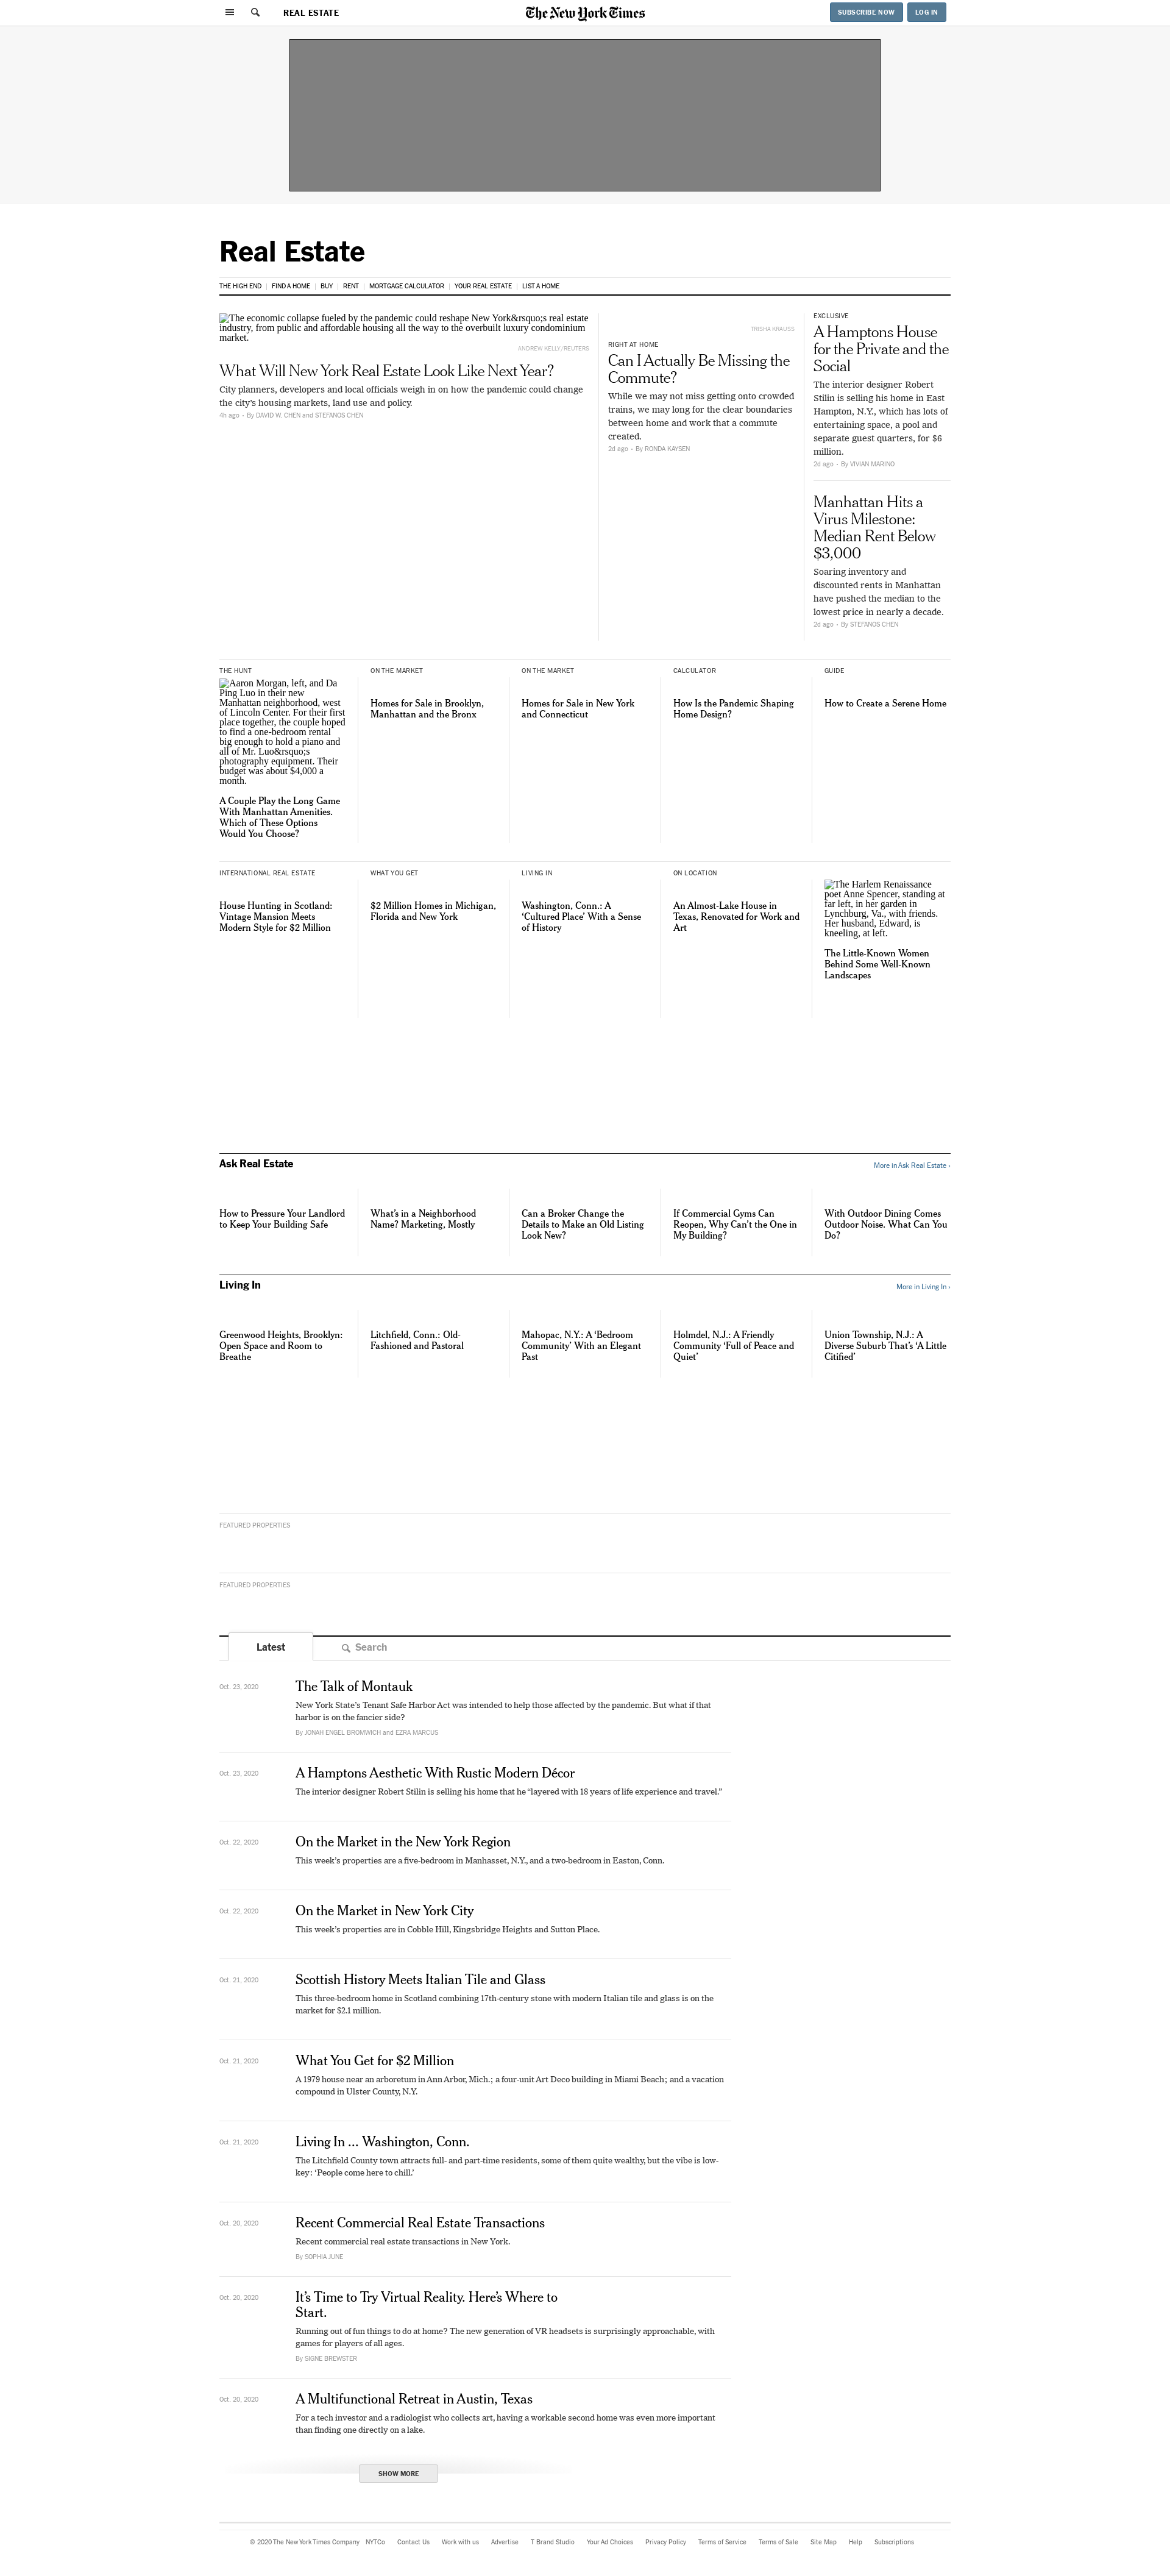 REAL ESTATE
The New York Times
SUBSCRIBE NOW
LOG IN
Real Estate
THE HIGH END | FIND A HOME | BUY | RENT | MORTGAGE CALCULATOR | YOUR REAL ESTATE | LIST A HOME
The economic collapse fueled by the pandemic could reshape New York&rsquo;s real estate
industry, from public and affordable housing all the way to the overbuilt luxury condominium
market.
ANDREW KELLY/REUTERS
What Will New York Real Estate Look Like Next Year?
City planners, developers and local officials weigh in on how the pandemic could change
the city's housing markets, land use and policy.
4h ago • By DAVID W. CHEN and STEFANOS CHEN
TRISHA KRAUSS
RIGHT AT HOME
Can I Actually Be Missing the
Commute?
While we may not miss getting onto crowded
trains, we may long for the clear boundaries
between home and work that a commute
created.
2d ago • By RONDA KAYSEN
EXCLUSIVE
A Hamptons House
for the Private and the
Social
The interior designer Robert
Stilin is selling his home in East
Hampton, N.Y., which has lots of
entertaining space, a pool and
separate guest quarters, for $6
million.
2d ago • By VIVIAN MARINO
Manhattan Hits a
Virus Milestone:
Median Rent Below
$3,000
Soaring inventory and
discounted rents in Manhattan
have pushed the median to the
lowest price in nearly a decade.
2d ago • By STEFANOS CHEN
THE HUNT
Aaron Morgan, left, and Da
Ping Luo in their new
Manhattan neighborhood, west
of Lincoln Center. For their first
place together, the couple hoped
to find a one-bedroom rental
big enough to hold a piano and
all of Mr. Luo&rsquo;s
photography equipment. Their
budget was about $4,000 a
month.
A Couple Play the Long Game
With Manhattan Amenities.
Which of These Options
Would You Choose?
ON THE MARKET
Homes for Sale in Brooklyn,
Manhattan and the Bronx
ON THE MARKET
Homes for Sale in New York
and Connecticut
CALCULATOR
How Is the Pandemic Shaping
Home Design?
GUIDE
How to Create a Serene Home
INTERNATIONAL REAL ESTATE
House Hunting in Scotland:
Vintage Mansion Meets
Modern Style for $2 Million
WHAT YOU GET
$2 Million Homes in Michigan,
Florida and New York
LIVING IN
Washington, Conn.: A
‘Cultured Place’ With a Sense
of History
ON LOCATION
An Almost-Lake House in
Texas, Renovated for Work and
Art
The Harlem Renaissance
poet Anne Spencer, standing at
far left, in her garden in
Lynchburg, Va., with friends.
Her husband, Edward, is
kneeling, at left.
The Little-Known Women
Behind Some Well-Known
Landscapes
Ask Real Estate
More in Ask Real Estate ›
How to Pressure Your Landlord
to Keep Your Building Safe
What’s in a Neighborhood
Name? Marketing, Mostly
Can a Broker Change the
Details to Make an Old Listing
Look New?
If Commercial Gyms Can
Reopen, Why Can’t the One in
My Building?
With Outdoor Dining Comes
Outdoor Noise. What Can You
Do?
Living In
More in Living In ›
Greenwood Heights, Brooklyn:
Open Space and Room to
Breathe
Litchfield, Conn.: Old-
Fashioned and Pastoral
Mahopac, N.Y.: A ‘Bedroom
Community’ With an Elegant
Past
Holmdel, N.J.: A Friendly
Community ‘Full of Peace and
Quiet’
Union Township, N.J.: A
Diverse Suburb That’s ‘A Little
Citified’
FEATURED PROPERTIES
FEATURED PROPERTIES
Latest
Search
Oct. 23, 2020
The Talk of Montauk
New York State’s Tenant Safe Harbor Act was intended to help those affected by the pandemic. But what if that
harbor is on the fancier side?
By JONAH ENGEL BROMWICH and EZRA MARCUS
Oct. 23, 2020
A Hamptons Aesthetic With Rustic Modern Décor
The interior designer Robert Stilin is selling his home that he “layered with 18 years of life experience and travel.”
Oct. 22, 2020
On the Market in the New York Region
This week’s properties are a five-bedroom in Manhasset, N.Y., and a two-bedroom in Easton, Conn.
Oct. 22, 2020
On the Market in New York City
This week’s properties are in Cobble Hill, Kingsbridge Heights and Sutton Place.
Oct. 21, 2020
Scottish History Meets Italian Tile and Glass
This three-bedroom home in Scotland combining 17th-century stone with modern Italian tile and glass is on the
market for $2.1 million.
Oct. 21, 2020
What You Get for $2 Million
A 1979 house near an arboretum in Ann Arbor, Mich.; a four-unit Art Deco building in Miami Beach; and a vacation
compound in Ulster County, N.Y.
Oct. 21, 2020
Living In ... Washington, Conn.
The Litchfield County town attracts full- and part-time residents, some of them quite wealthy, but the vibe is low-
key: ‘People come here to chill.’
Oct. 20, 2020
Recent Commercial Real Estate Transactions
Recent commercial real estate transactions in New York.
By SOPHIA JUNE
Oct. 20, 2020
It’s Time to Try Virtual Reality. Here’s Where to
Start.
Running out of fun things to do at home? The new generation of VR headsets is surprisingly approachable, with
games for players of all ages.
By SIGNE BREWSTER
Oct. 20, 2020
A Multifunctional Retreat in Austin, Texas
For a tech investor and a radiologist who collects art, having a workable second home was even more important
than finding one directly on a lake.
SHOW MORE
© 2020 The New York Times Company NYTCo Contact Us Work with us Advertise T Brand Studio Your Ad Choices Privacy Policy Terms of Service Terms of Sale Site Map Help Subscriptions